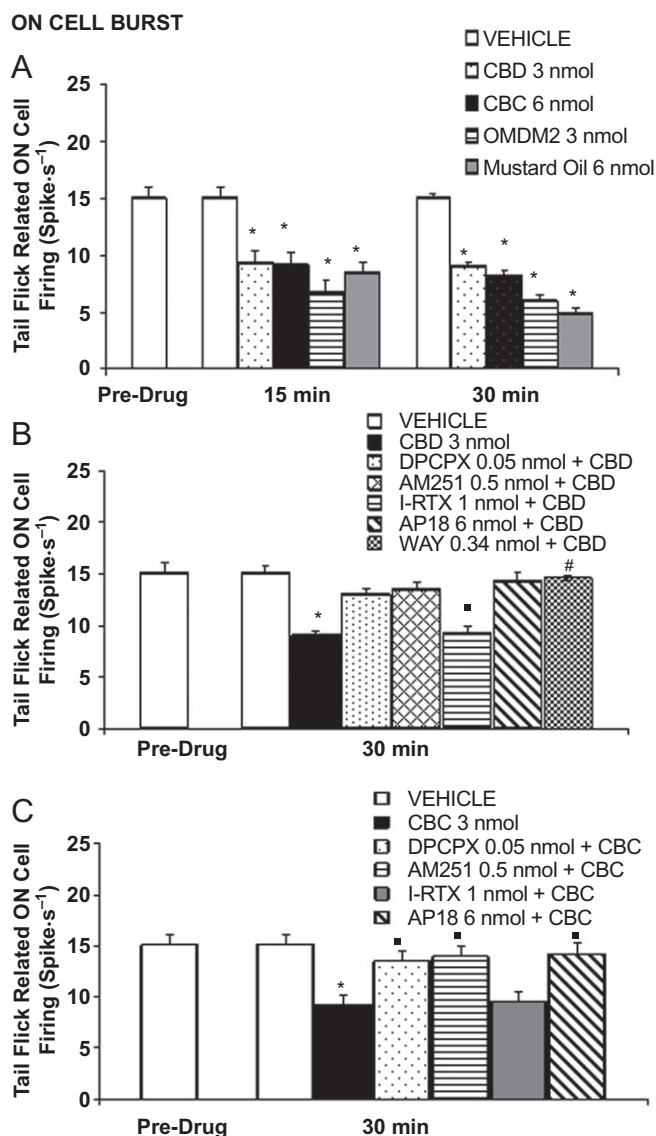 ON CELL BURST
A
VEHICLE
CBD 3 nmol
CBC 6 nmol
OMDM2 3 nmol
Mustard Oil 6 nmol
Tail Flick Related ON Cell
Firing (Spike·s⁻¹)
15
20
15
10
5
0
* * * *
* * * *
Pre-Drug 15 min 30 min
B
VEHICLE
CBD 3 nmol
DPCPX 0.05 nmol + CBD
AM251 0.5 nmol + CBD
I-RTX 1 nmol + CBD
AP18 6 nmol + CBD
WAY 0.34 nmol + CBD
Tail Flick Related ON Cell
Firing (Spike·s⁻¹)
25
20
15
10
5
0
* ▪ #
Pre-Drug 30 min
C
VEHICLE
CBC 3 nmol
DPCPX 0.05 nmol + CBC
AM251 0.5 nmol + CBC
I-RTX 1 nmol + CBC
AP18 6 nmol + CBC
Tail Flick Related ON Cell
Firing (Spike·s⁻¹)
25
20
15
10
5
0
* ▪ ▪ ▪
Pre-Drug 30 min